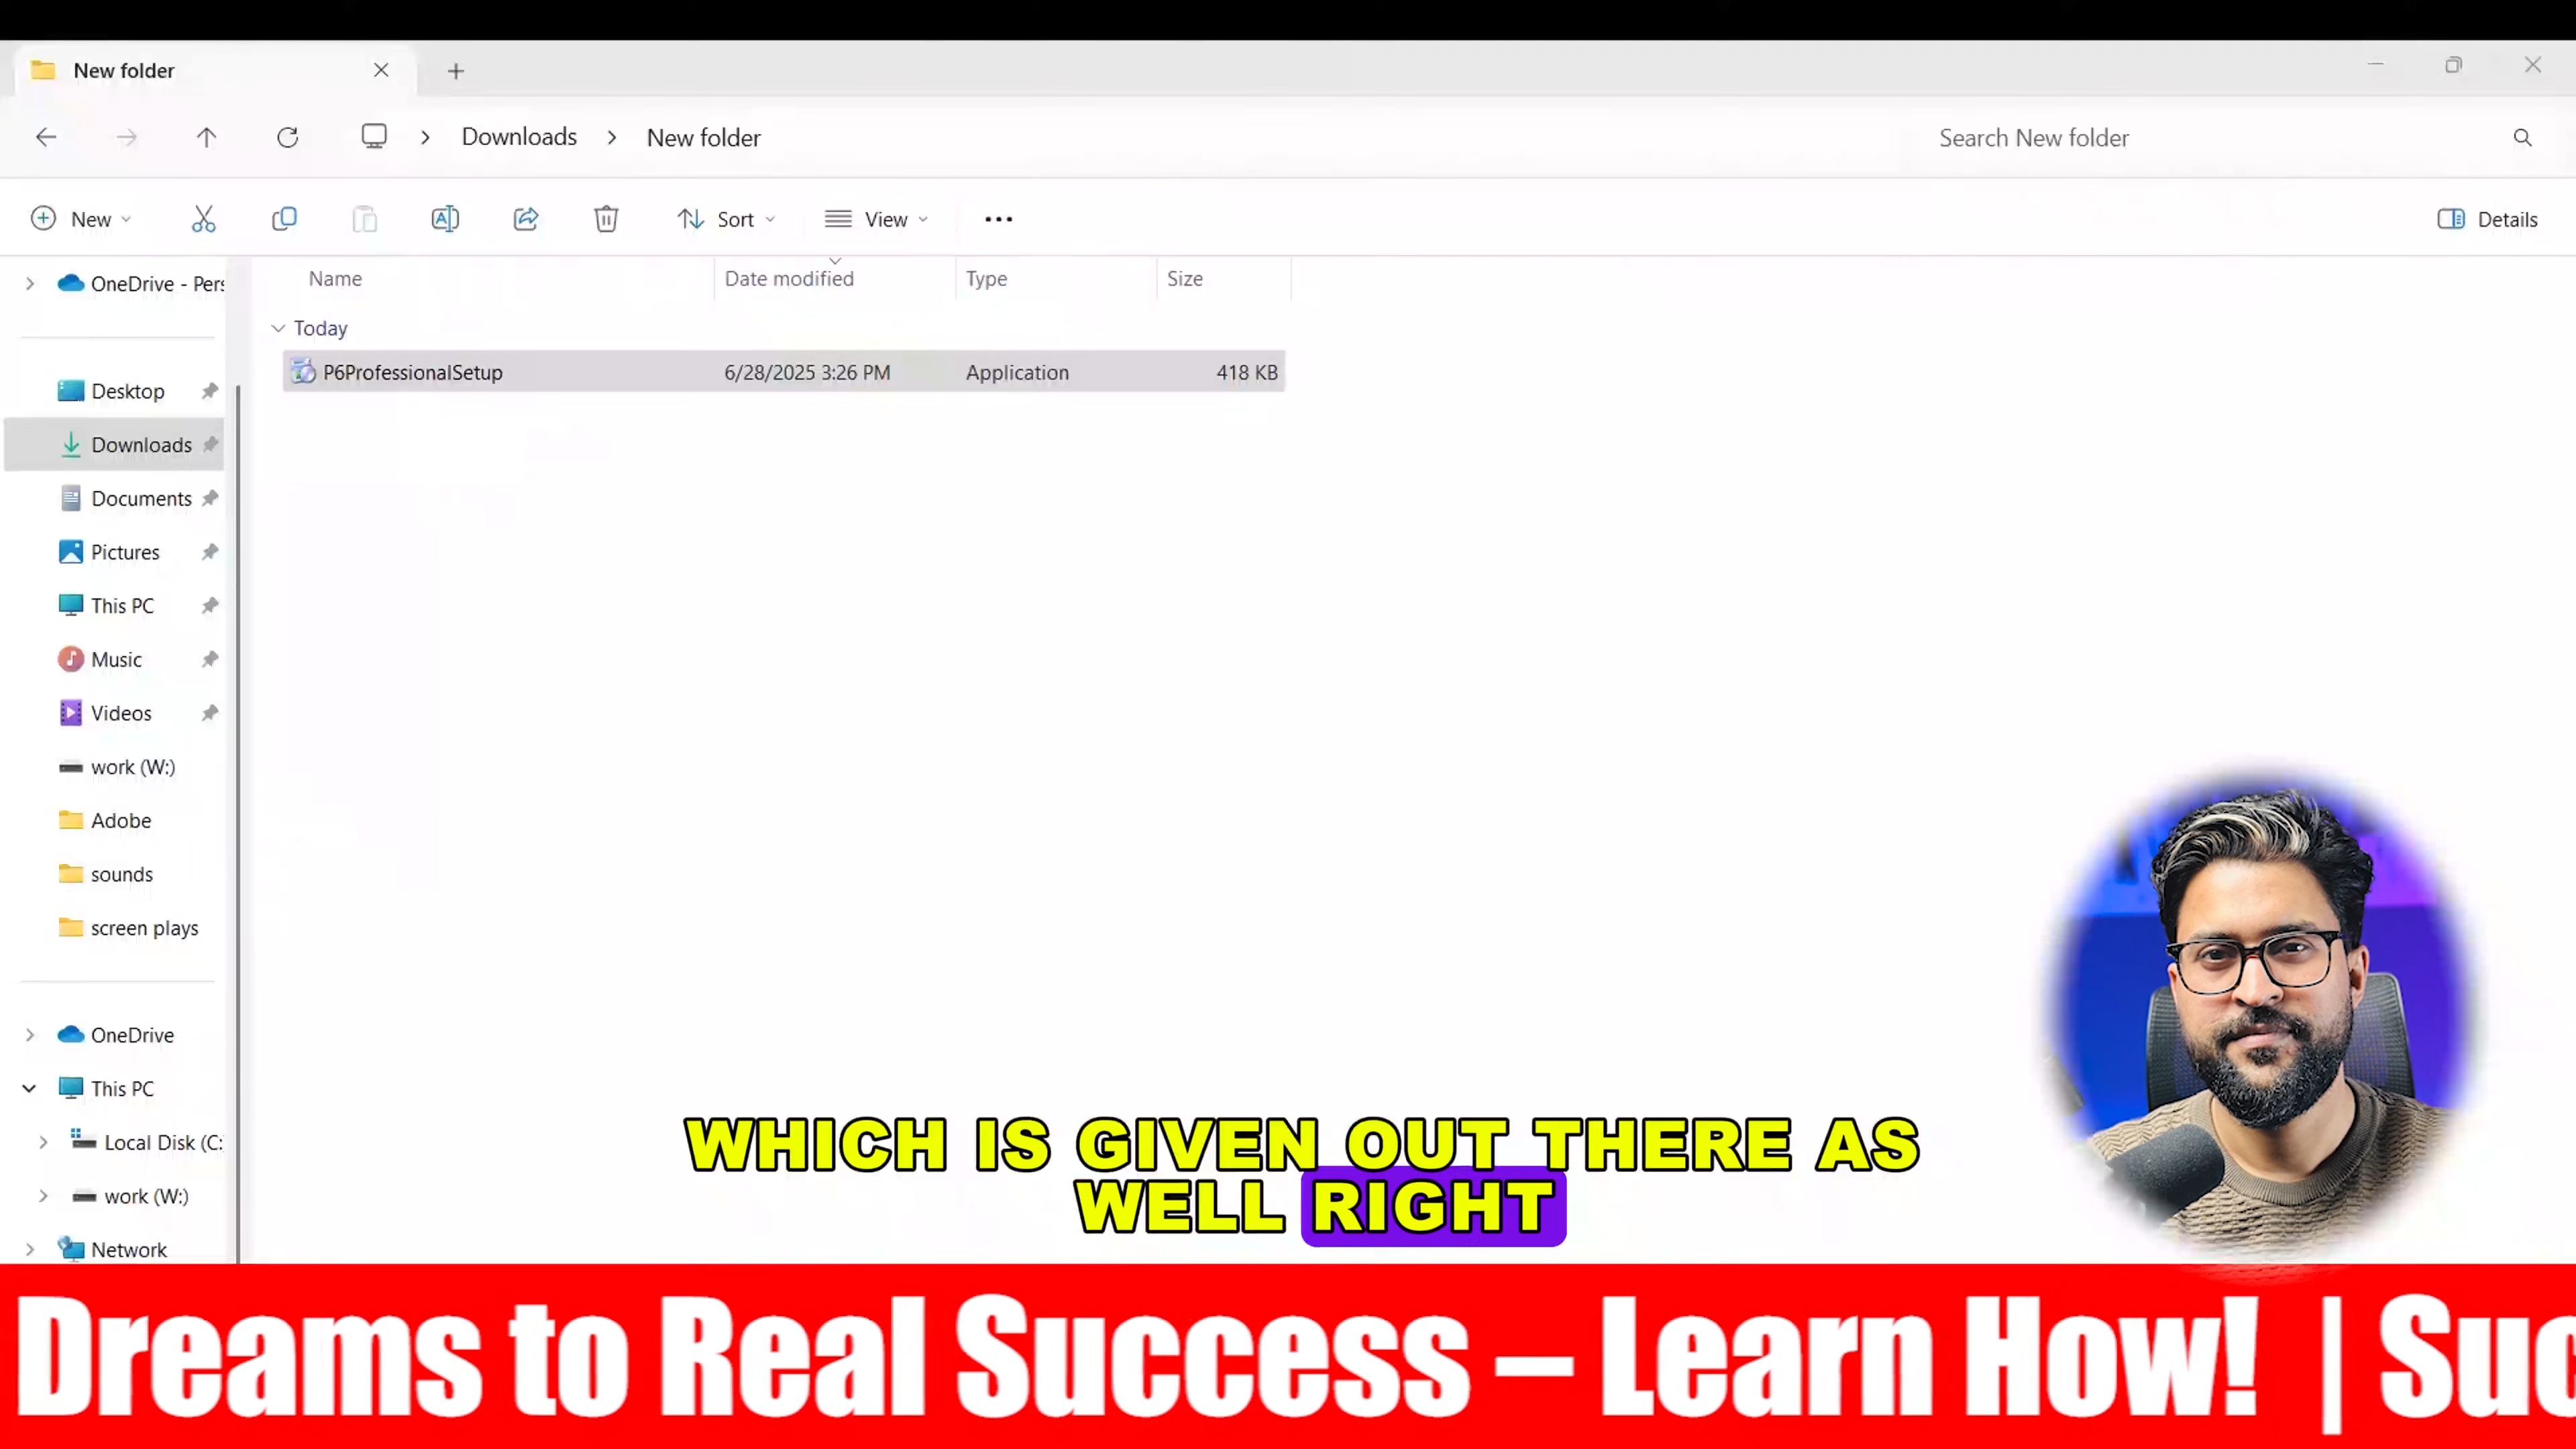 New folder
Downloads
New folder
Search New folder
New
Sort
View
Details
Name
Date modified
Type
Size
Today
P6ProfessionalSetup
6/28/2025 3:26 PM
Application
418 KB
OneDrive - Pers
Desktop
Downloads
Documents
Pictures
This PC
Music
Videos
work (W:)
Adobe
sounds
screen plays
OneDrive
This PC
Local Disk (C:
work (W:)
Network
WHICH IS GIVEN OUT THERE AS
WELL RIGHT
Dreams to Real Success – Learn How! | Suc